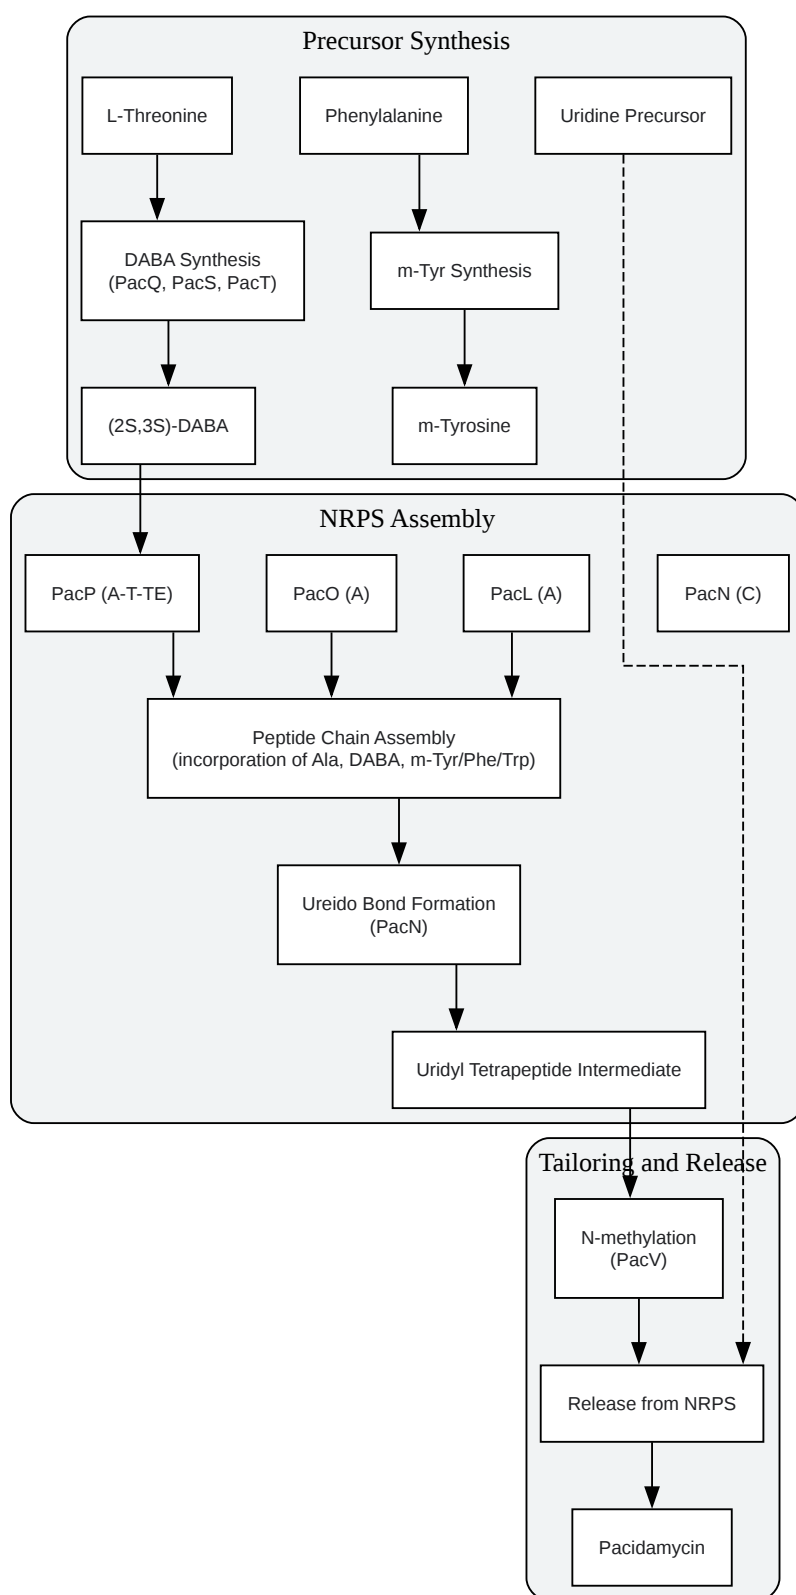 Precursor Synthesis
L-Threonine
Phenylalanine
Uridine Precursor
DABA Synthesis
(PacQ, PacS, PacT)
m-Tyr Synthesis
(2S,3S)-DABA
m-Tyrosine
NRPS Assembly
PacP (A-T-TE)
PacO (A)
PacL (A)
PacN (C)
Peptide Chain Assembly
(incorporation of Ala, DABA, m-Tyr/Phe/Trp)
Ureido Bond Formation
(PacN)
Uridyl Tetrapeptide Intermediate
Tailoring and Release
N-methylation
(PacV)
Release from NRPS
Pacidamycin